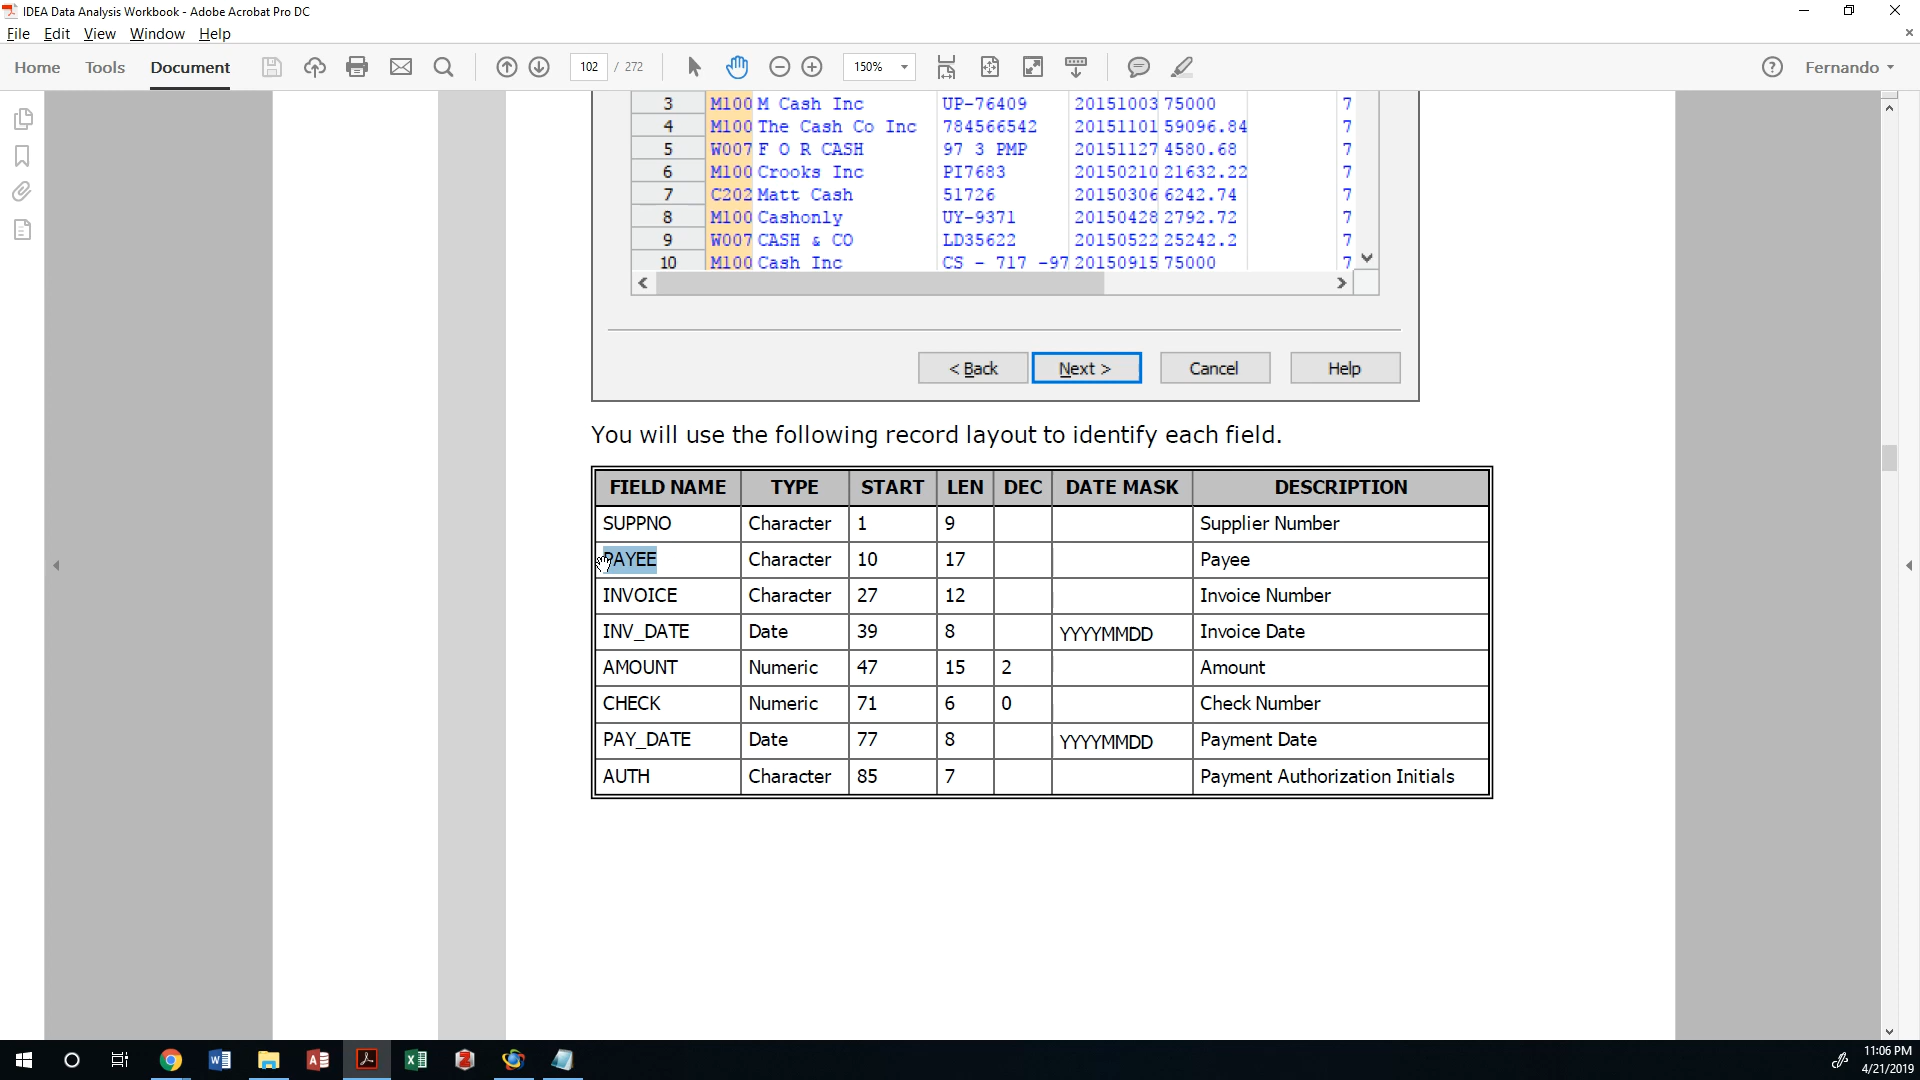 IDEA Data Analysis Workbook - Adobe Acrobat Pro DC
File Edit View Window Help
Home Tools Document 102 / 272 150% Fernando
3 M100 M Cash Inc UP-76409 20151003 75000 7
4 M100 The Cash Co Inc 784566542 20151101 59096.84 7
5 W007 F O R CASH 97 3 PMP 20151127 4580.68 7
6 M100 Crooks Inc PI7683 20150210 21632.22 7
7 C202 Matt Cash 51726 20150306 6242.74 7
8 M100 Cashonly UY-9371 20150428 2792.72 7
9 W007 CASH & CO LD35622 20150522 25242.2 7
10 M100 Cash Inc CS - 717 -97 20150915 75000 7
< Back Next > Cancel Help
You will use the following record layout to identify each field.
FIELD NAME TYPE START LEN DEC DATE MASK DESCRIPTION
SUPPNO Character 1 9 Supplier Number
PAYEE Character 10 17 Payee
INVOICE Character 27 12 Invoice Number
INV_DATE Date 39 8 YYYYMMDD Invoice Date
AMOUNT Numeric 47 15 2 Amount
CHECK Numeric 71 6 0 Check Number
PAY_DATE Date 77 8 YYYYMMDD Payment Date
AUTH Character 85 7 Payment Authorization Initials
11:06 PM
4/21/2019